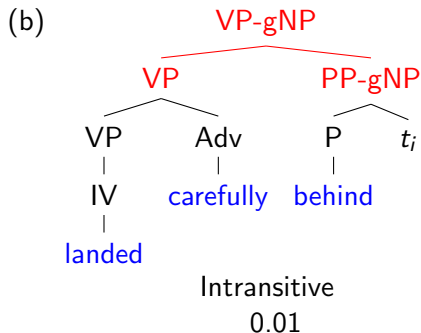 (b) VP-gNP
VP PP-gNP
VP Adv P t_i
IV carefully behind
landed
Intransitive
0.01